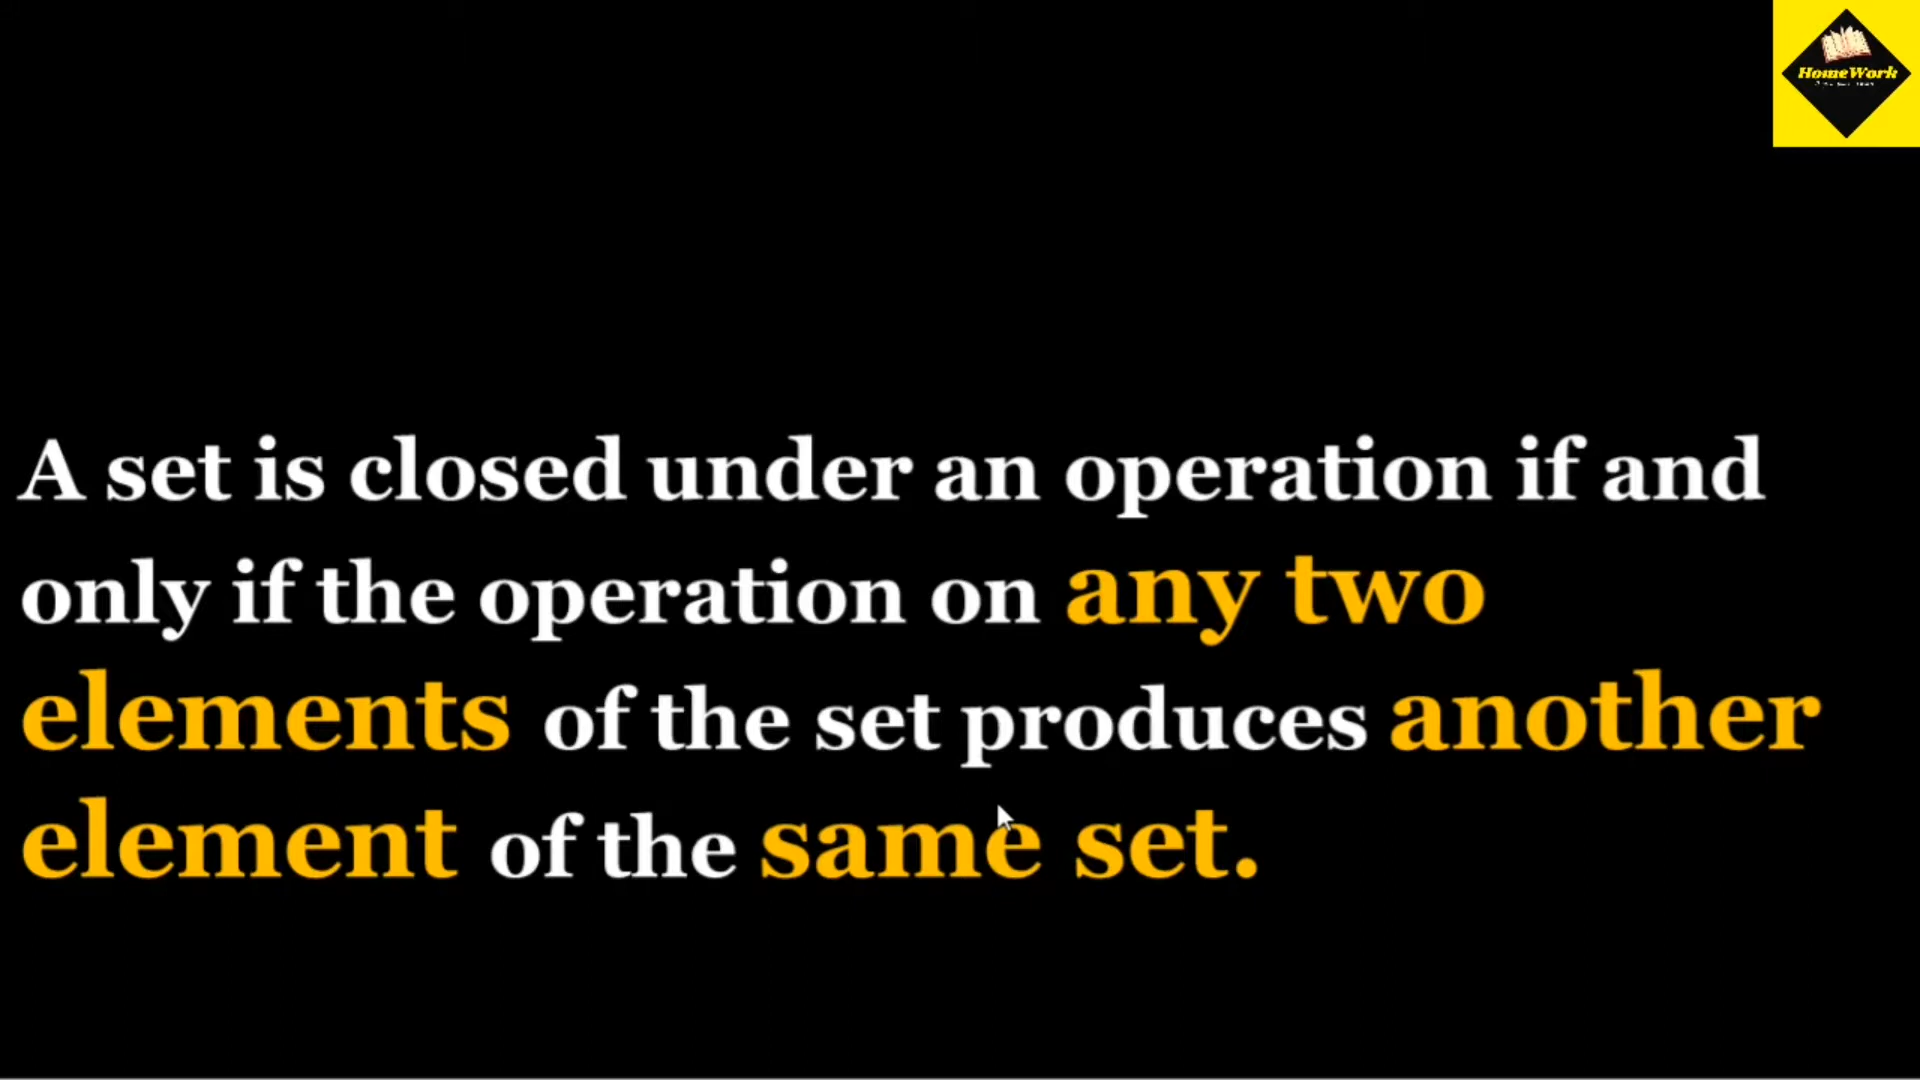 HomeWork
A set is closed under an operation if and
only if the operation on any two
elements of the set produces another
element of the same set.